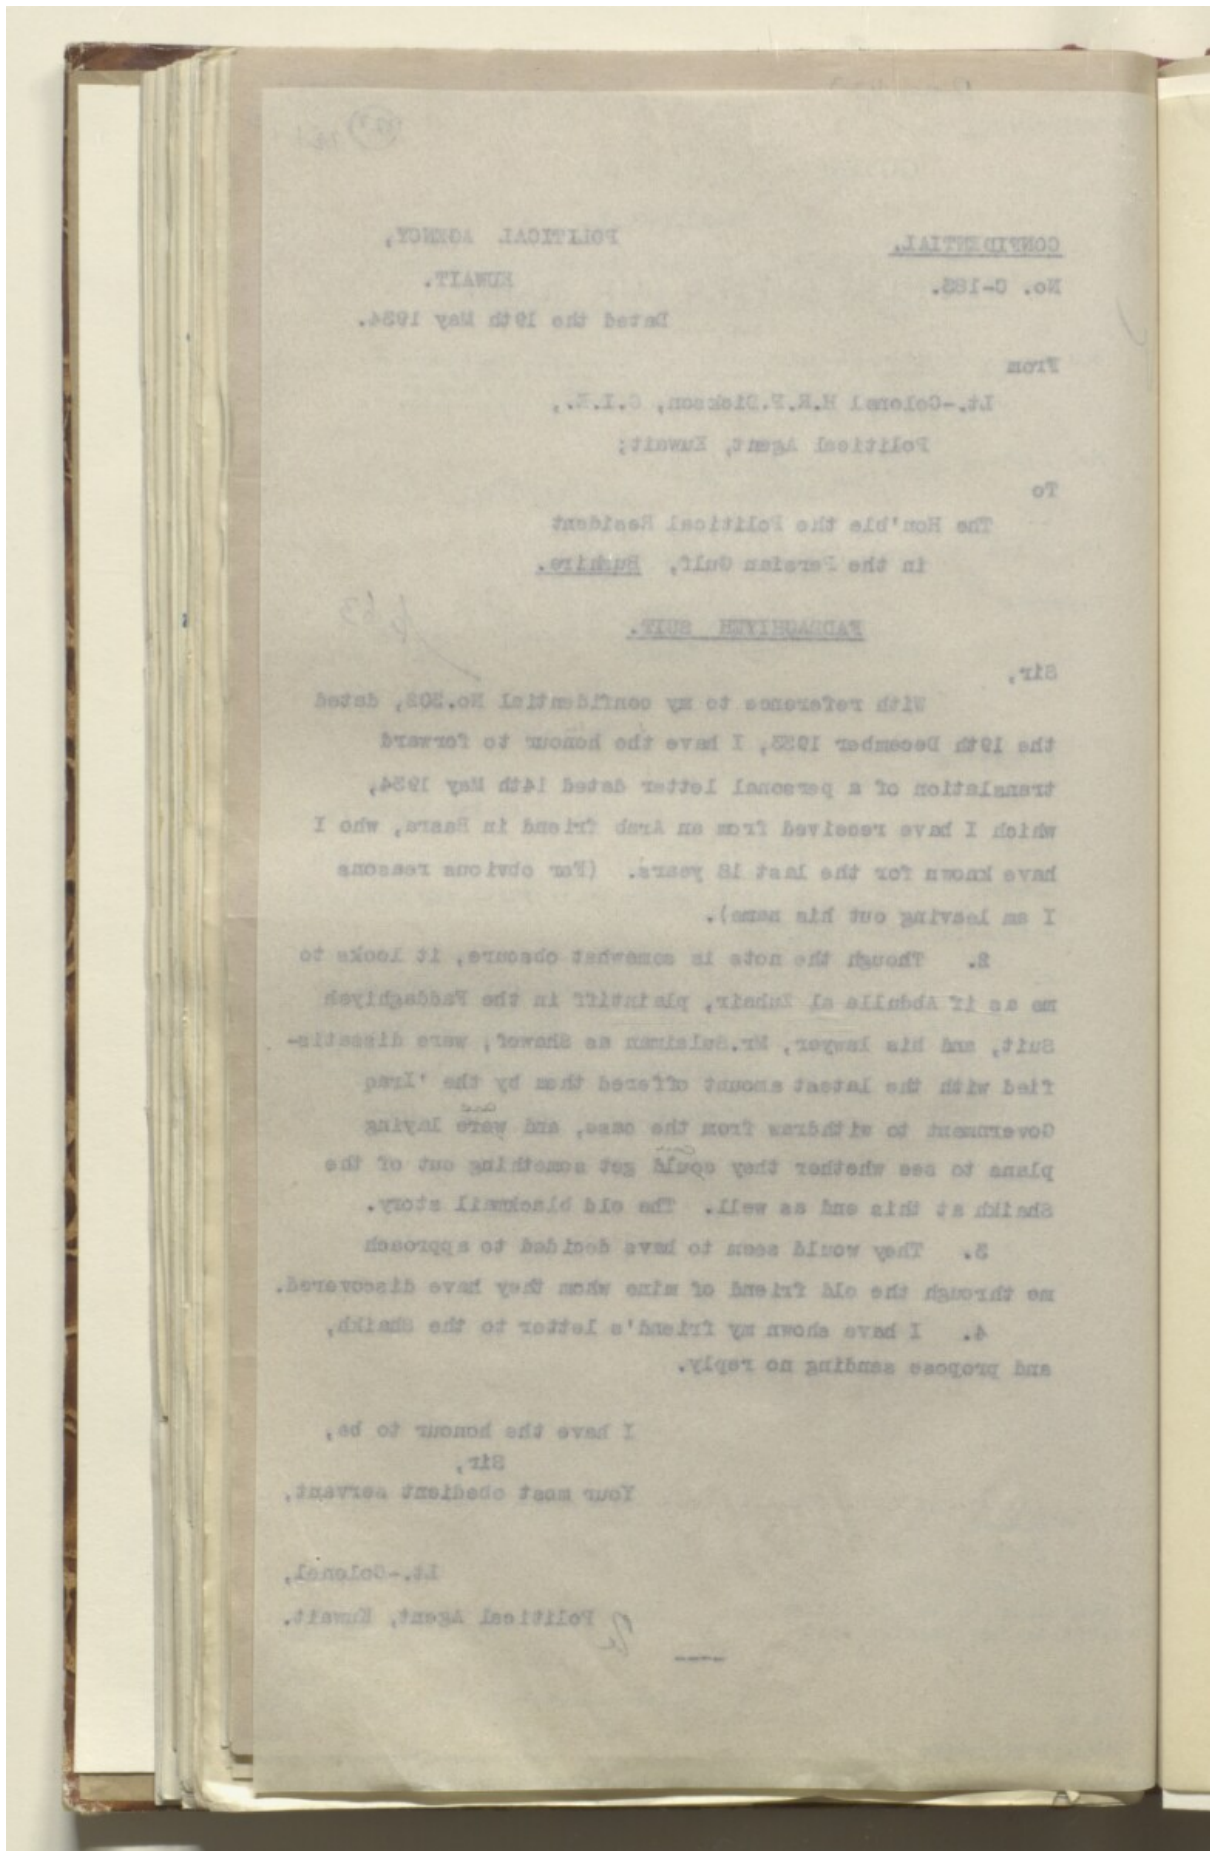 CONFIDENTIAL. POLITICAL AGENCY,
No. C-183. KUWAIT.
Dated the 19th May 1934.
From
Lt.-Colonel H.R.P.Dickson, C.I.E.,
Political Agent, Kuwait;
To
The Hon'ble the Political Resident
in the Persian Gulf, Bushire.
p 63
FADDAGHIYEH SUIT.
Sir,
With reference to my confidential No.302, dated
the 19th December 1933, I have the honour to forward
translation of a personal letter dated 14th May 1934,
which I have received from an Arab friend in Basra, who I
have known for the last 18 years. (For obvious reasons
I am leaving out his name).
2. Though the note is somewhat obscure, it looks to
me as if Abdulla al Zuhair, plaintiff in the Faddaghiyeh
Suit, and his lawyer, Mr.Sulaiman as Shawof, were dissatis-
fied with the latest amount offered them by the 'Iraq
Government to withdraw from the case, and were laying
plans to see whether they could get something out of the
Shaikh at this end as well. The old blackmail story.
3. They would seem to have decided to approach
me through the old friend of mine whom they have discovered.
4. I have shown my friend's letter to the Shaikh,
and propose sending no reply.
I have the honour to be,
Sir,
Your most obedient servant,
Lt.-Colonel,
Political Agent, Kuwait.